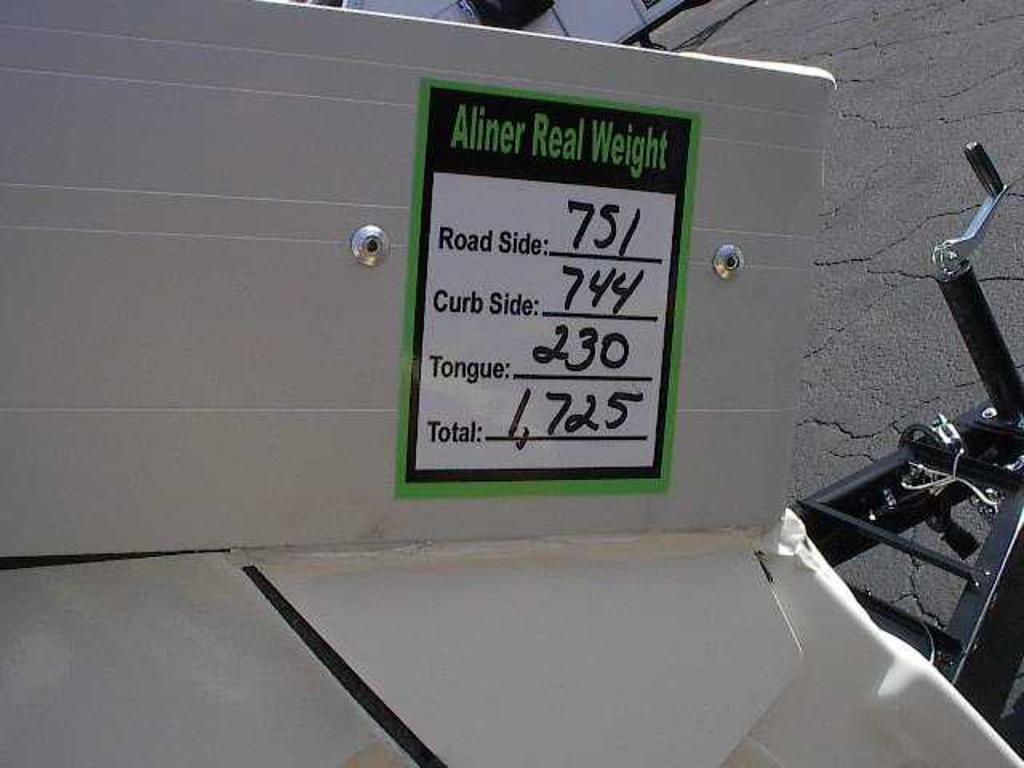 Aliner Real Weight
Road Side: 751
Curb Side: 744
Tongue: 230
Total: 1,725